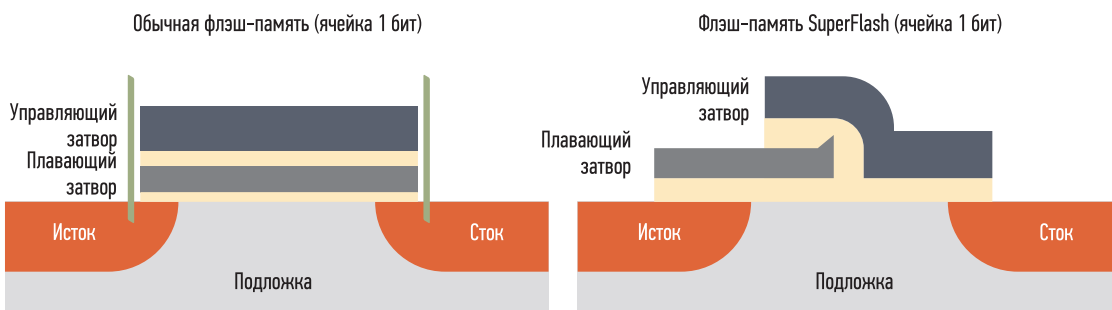 Обычная флэш-память (ячейка 1 бит)
Управляющий
затвор
Плавающий
затвор
Исток
Сток
Подложка
Флэш-память SuperFlash (ячейка 1 бит)
Управляющий
затвор
Плавающий
затвор
Исток
Сток
Подложка